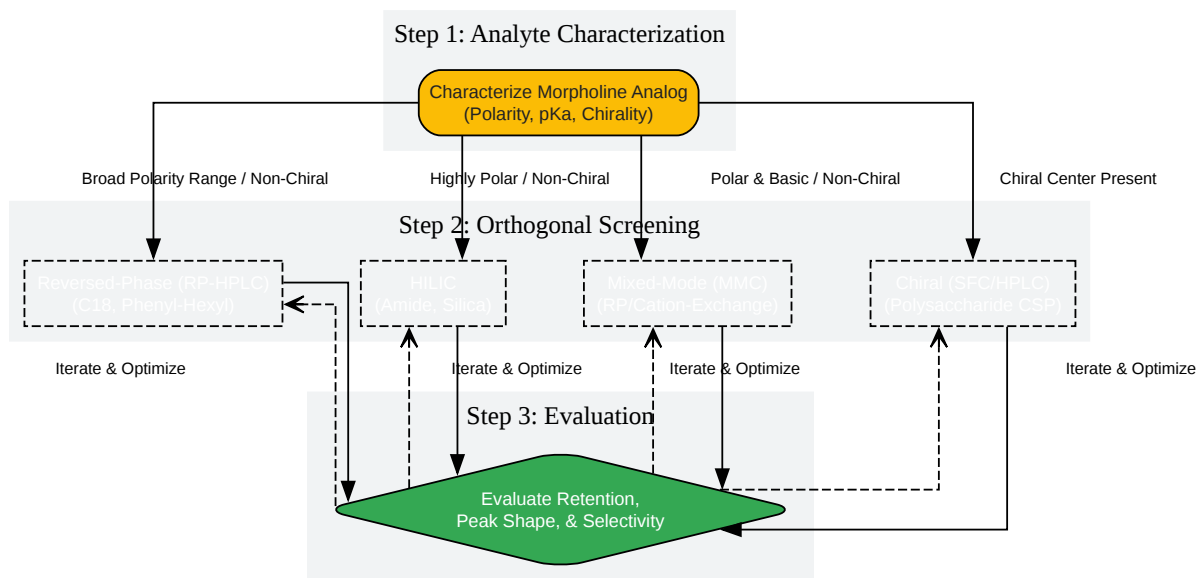 Step 1: Analyte Characterization
Characterize Morpholine Analog
(Polarity, pKa, Chirality)
Broad Polarity Range / Non-Chiral
Highly Polar / Non-Chiral
Polar & Basic / Non-Chiral
Chiral Center Present
Step 2: Orthogonal Screening
Reversed-Phase (RP-HPLC)
(C18, Phenyl-Hexyl)
HILIC
(Amide, Silica)
Mixed-Mode (MMC)
(RP/Cation-Exchange)
Chiral (SFC/HPLC)
(Polysaccharide CSP)
Iterate & Optimize
Iterate & Optimize
Iterate & Optimize
Iterate & Optimize
Step 3: Evaluation
Evaluate Retention,
Peak Shape, & Selectivity